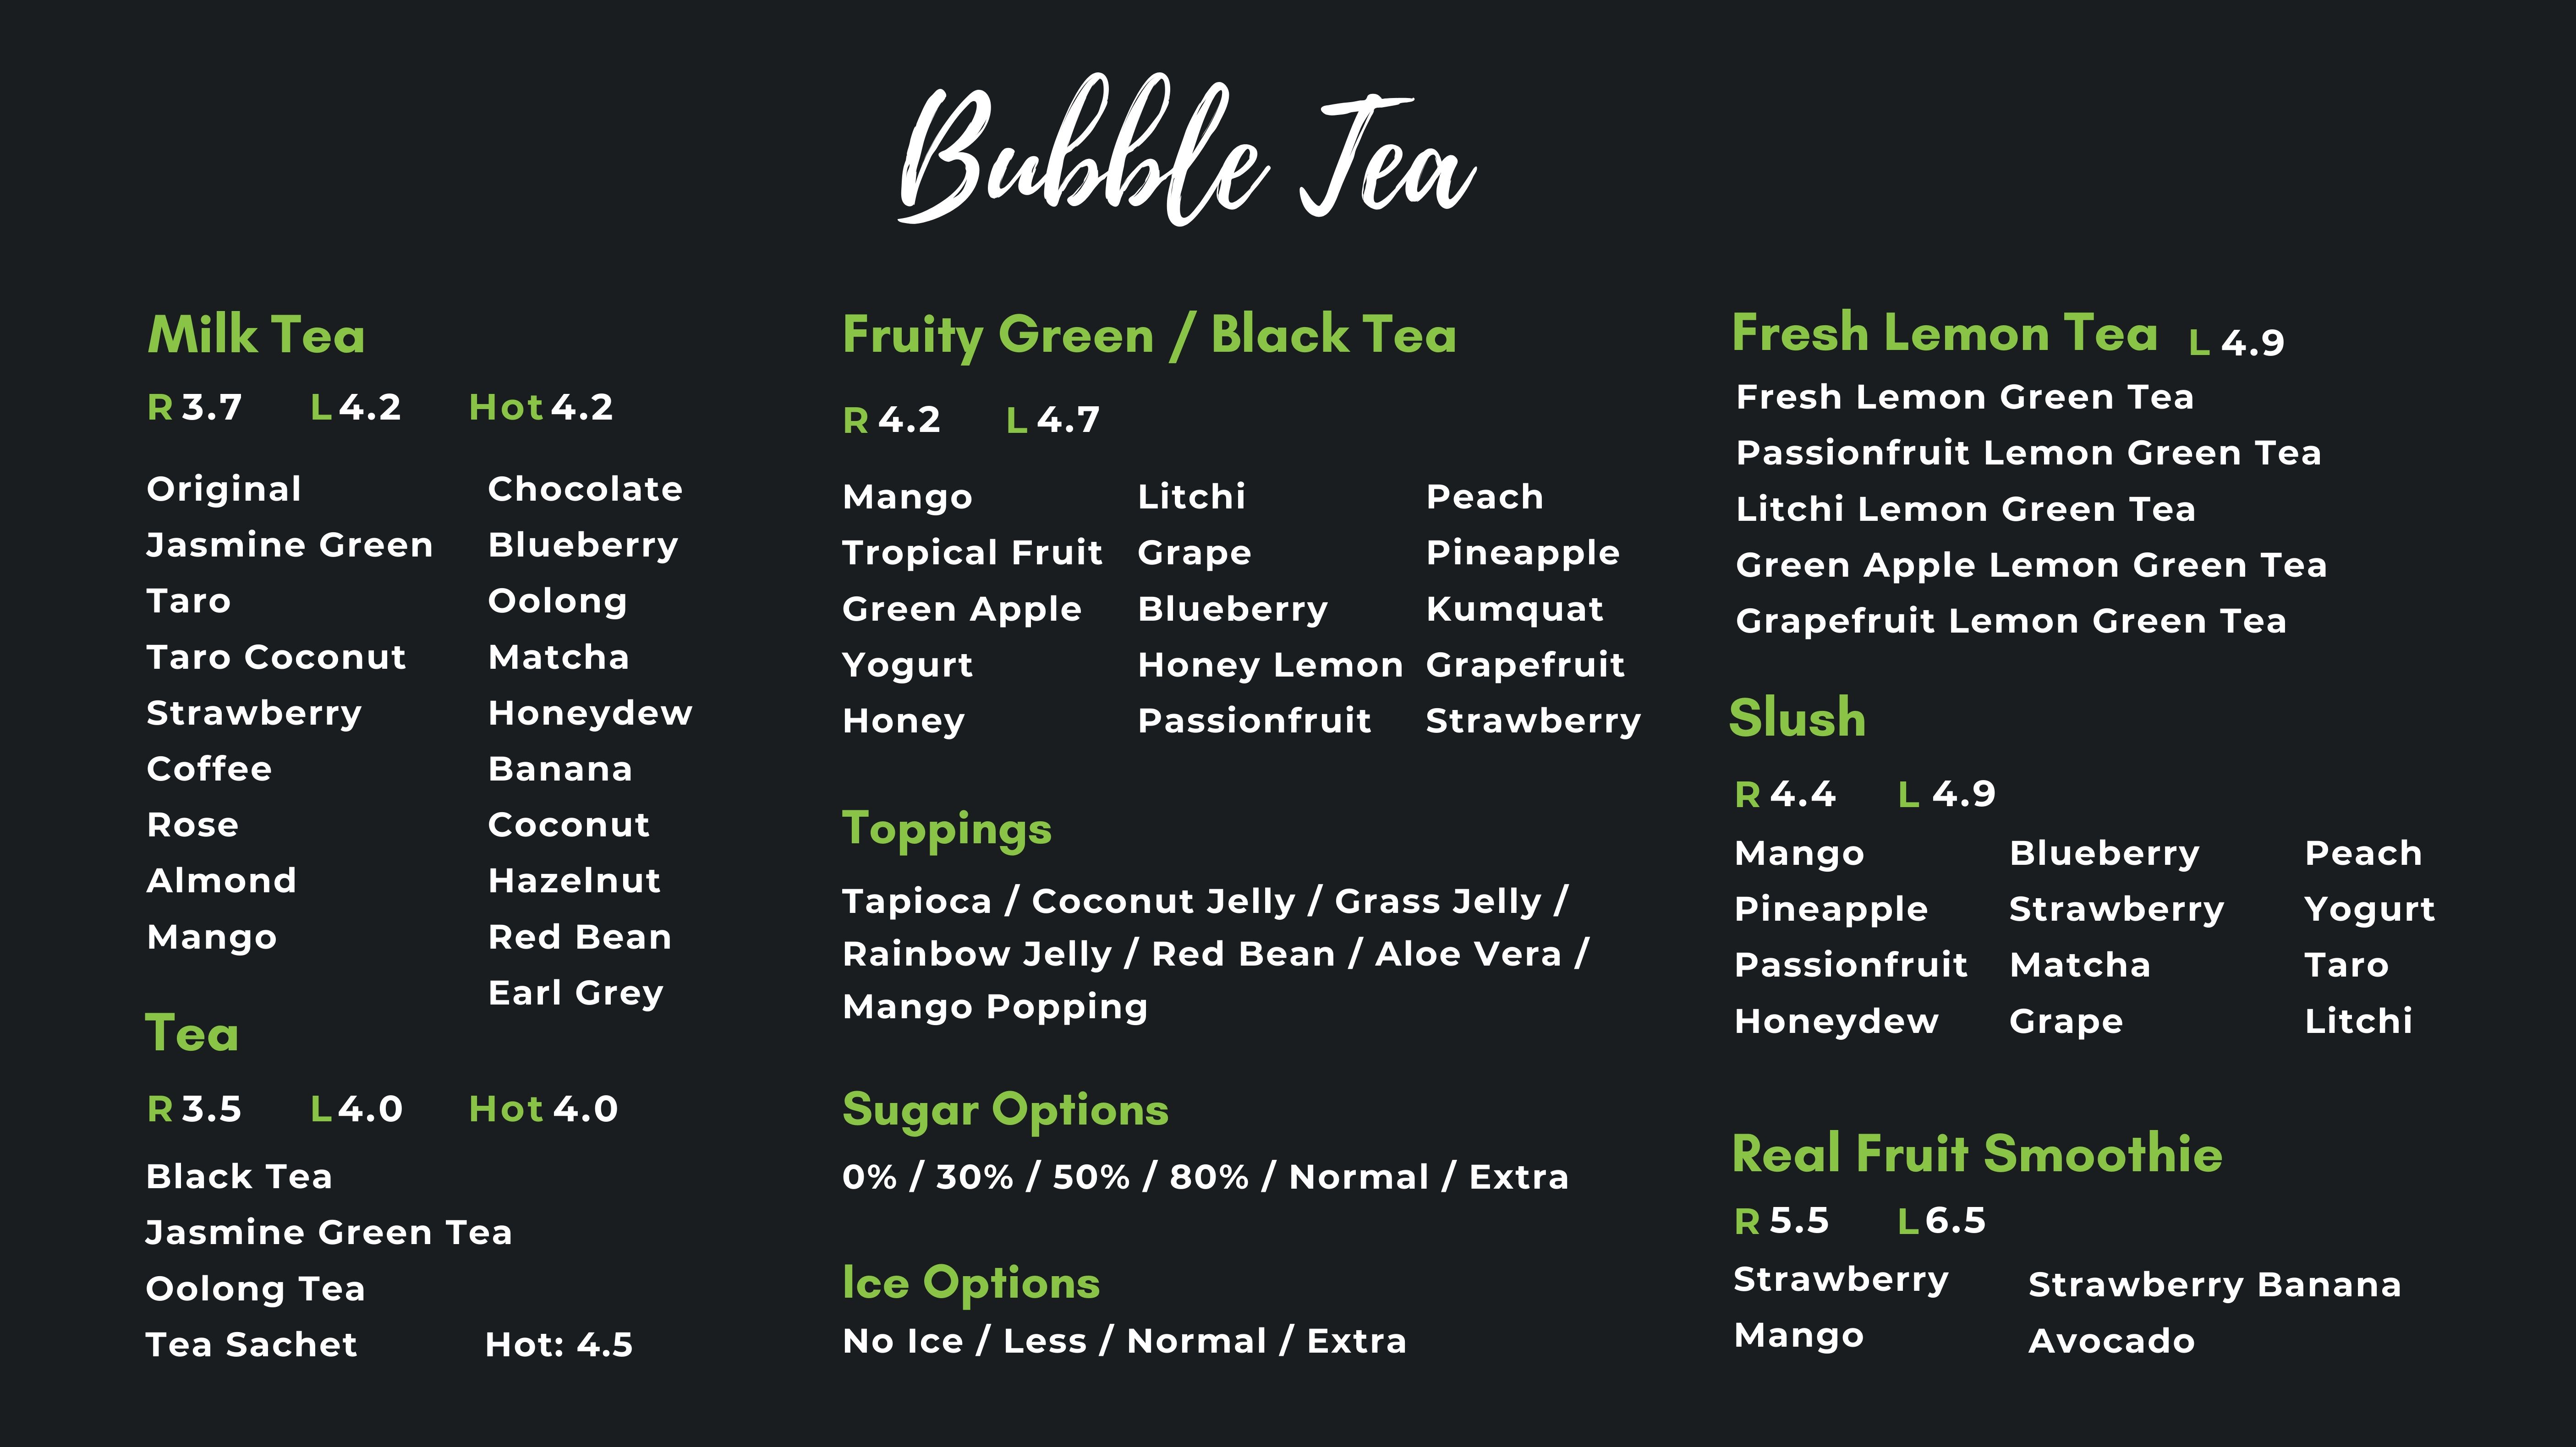 Bubble Tea
Milk Tea
R 3.7 L 4.2 Hot 4.2
Original
Jasmine Green
Taro
Taro Coconut
Strawberry
Coffee
Rose
Almond
Mango
Chocolate
Blueberry
Oolong
Matcha
Honeydew
Banana
Coconut
Hazelnut
Red Bean
Earl Grey
Tea
R 3.5 L 4.0 Hot 4.0
Black Tea
Jasmine Green Tea
Oolong Tea
Tea Sachet Hot: 4.5
Fruity Green / Black Tea
R 4.2 L 4.7
Mango Litchi Peach
Tropical Fruit Grape Pineapple
Green Apple Blueberry Kumquat
Yogurt Honey Lemon Grapefruit
Honey Passionfruit Strawberry
Toppings
Tapioca / Coconut Jelly / Grass Jelly /
Rainbow Jelly / Red Bean / Aloe Vera /
Mango Popping
Sugar Options
0% / 30% / 50% / 80% / Normal / Extra
Ice Options
No Ice / Less / Normal / Extra
Fresh Lemon Tea L 4.9
Fresh Lemon Green Tea
Passionfruit Lemon Green Tea
Litchi Lemon Green Tea
Green Apple Lemon Green Tea
Grapefruit Lemon Green Tea
Slush
R 4.4 L 4.9
Mango Blueberry Peach
Pineapple Strawberry Yogurt
Passionfruit Matcha Taro
Honeydew Grape Litchi
Real Fruit Smoothie
R 5.5 L 6.5
Strawberry Strawberry Banana
Mango Avocado